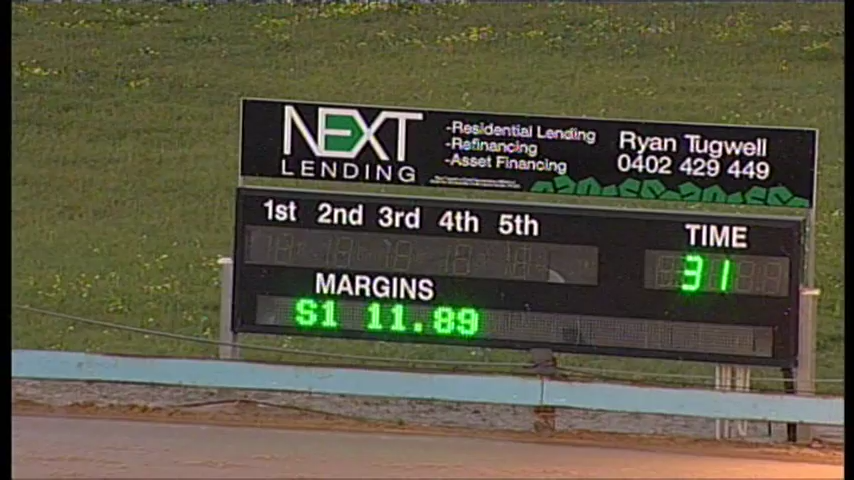 NEXT
LENDING
-Residential Lending
-Refinancing
-Asset Financing
Ryan Tugwell
0402 429 449
1st 2nd 3rd 4th 5th
TIME
31
MARGINS
S1 11.89